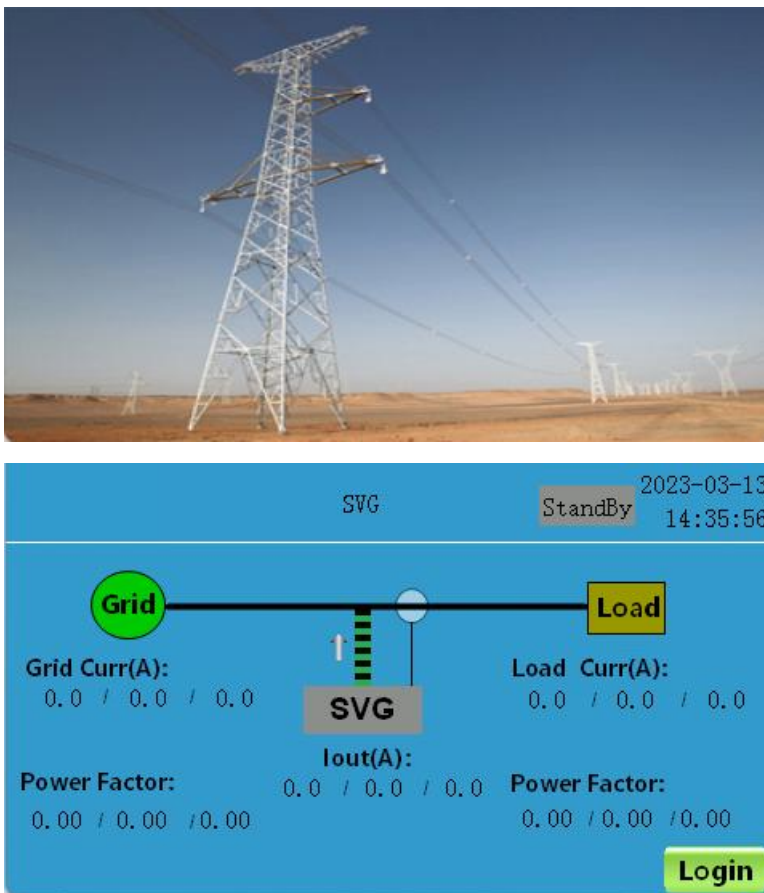 SVG
StandBy
2023-03-13
14:35:56
Grid
Load
Grid Curr(A):
0.0 / 0.0 / 0.0
SVG
Load Curr(A):
0.0 / 0.0 / 0.0
Iout(A):
0.0 / 0.0 / 0.0
Power Factor:
0.00 / 0.00 /0.00
Power Factor:
0.00 / 0.00 /0.00
Login